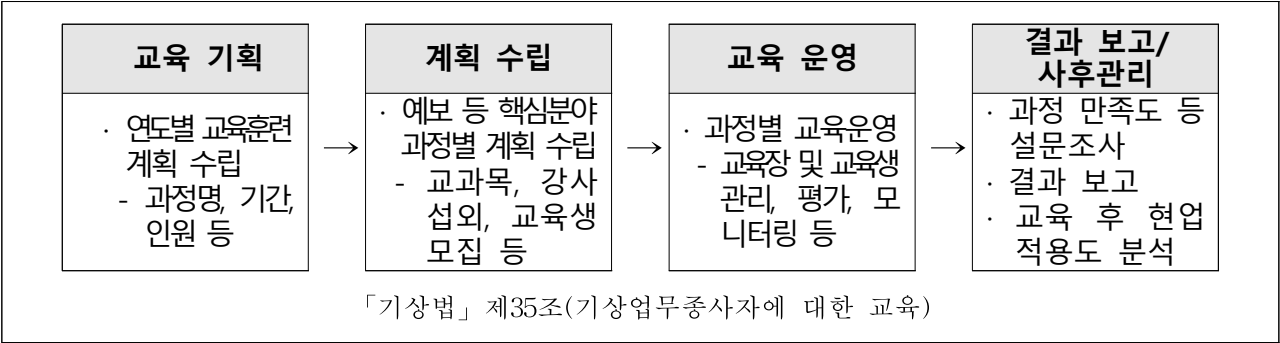 교육 기획
· 연도별 교육훈련
계획 수립
- 과정명, 기간,
인원 등
→
계획 수립
· 예보 등 핵심분야
과정별 계획 수립
- 교과목, 강사
섭외, 교육생
모집 등
→
교육 운영
· 과정별 교육운영
- 교육장 및 교육생
관리, 평가, 모
니터링 등
→
결과 보고/
사후관리
· 과정 만족도 등
설문조사
· 결과 보고
· 교육 후 현업
적용도 분석
「기상법」제35조(기상업무종사자에 대한 교육)